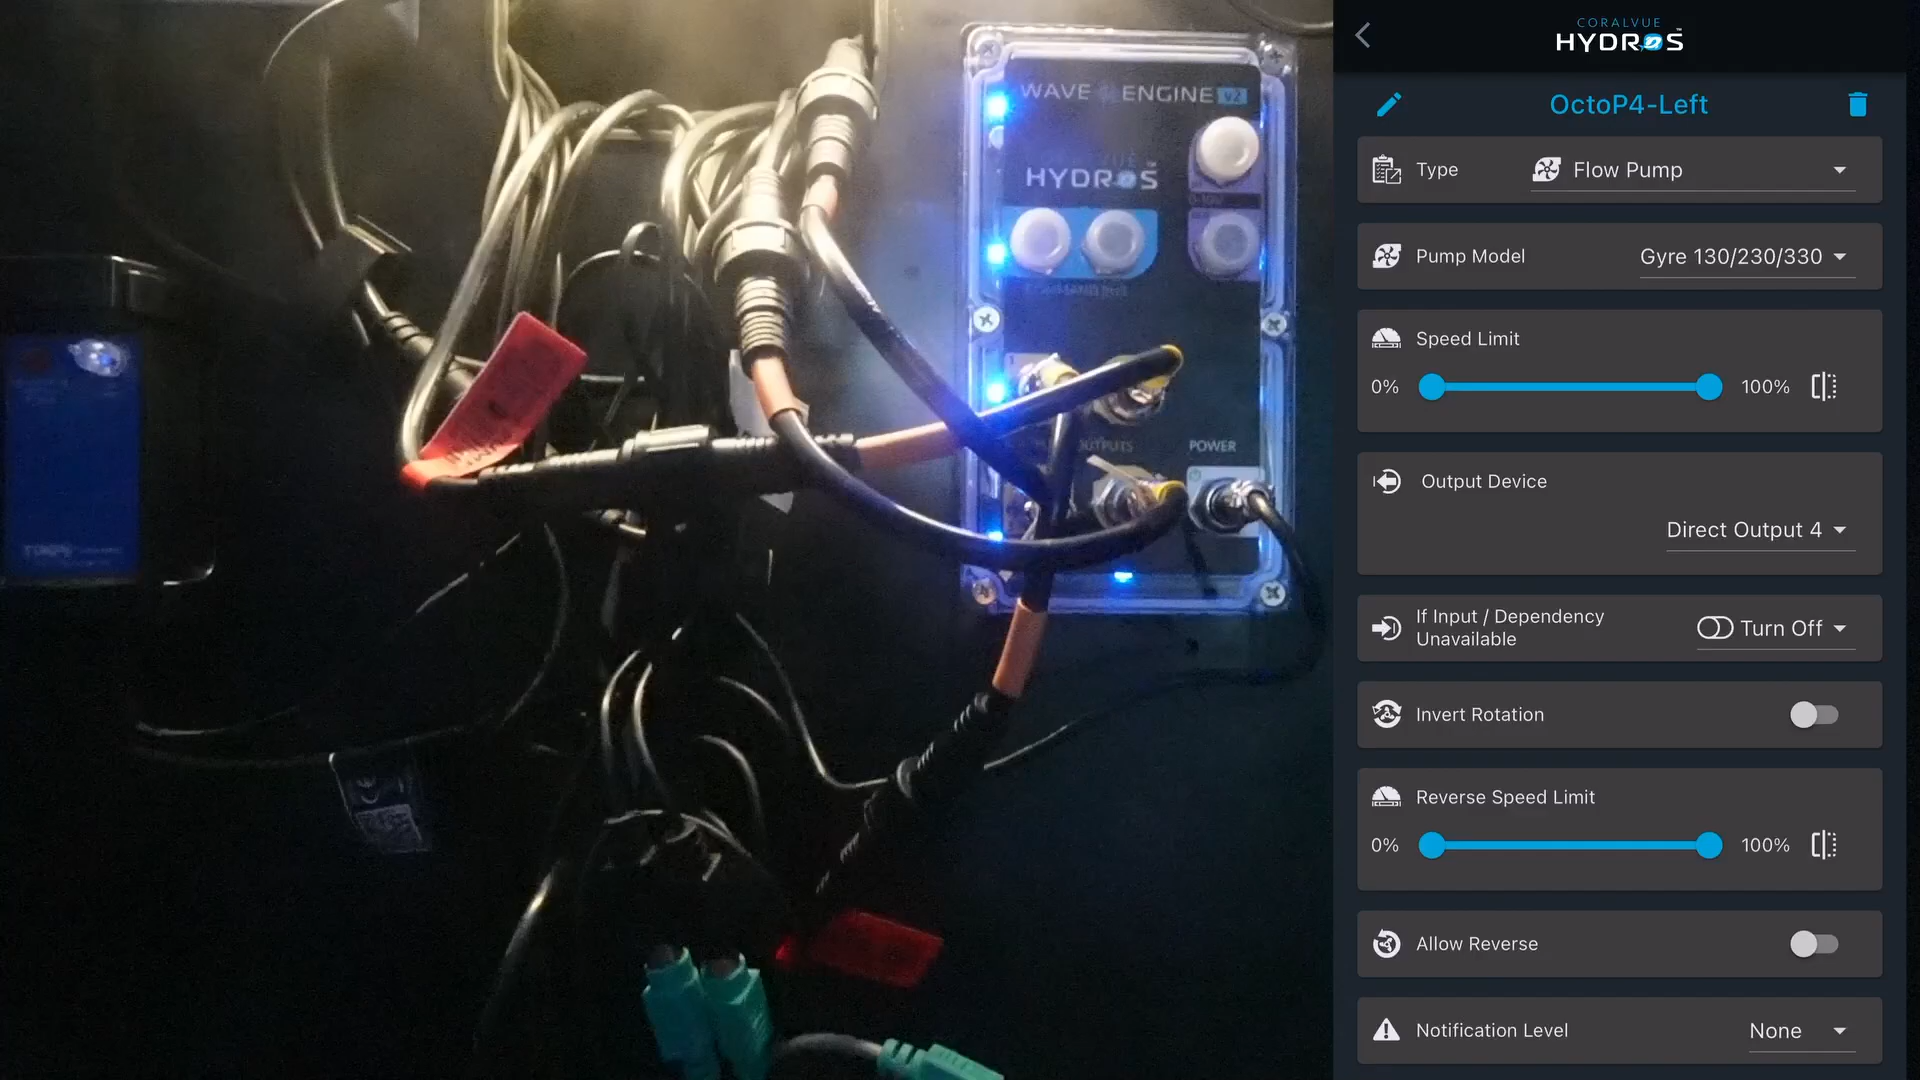 WAVE ENGINE v2
CORALVUE
HYDROS
OUTPUTS
POWER
CORALVUE
HYDROS
OctoP4-Left
Type
Flow Pump
Pump Model
Gyre 130/230/330
Speed Limit
0%
100%
Output Device
Direct Output 4
If Input / Dependency
Unavailable
Turn Off
Invert Rotation
Reverse Speed Limit
0%
100%
Allow Reverse
Notification Level
None